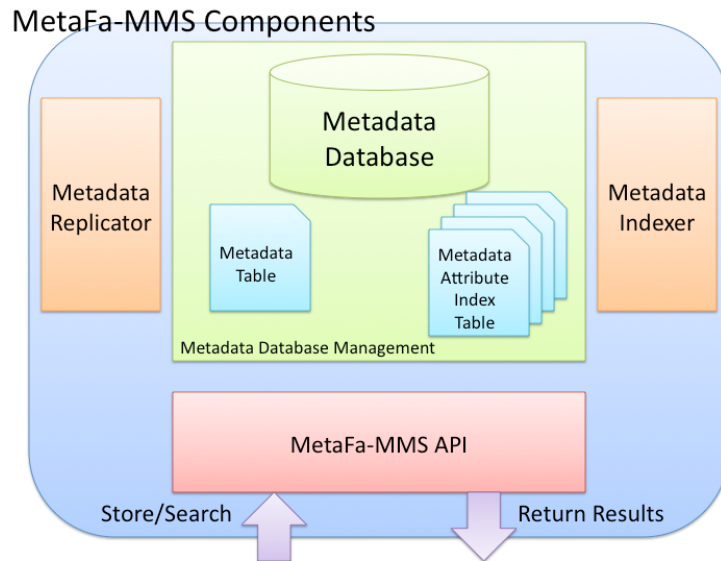 MetaFa-MMS Components
Metadata
Database
Metadata
Replicator
Metadata
Table
Metadata
Attribute
Index
Table
Metadata
Indexer
Metadata Database Management
MetaFa-MMS API
Store/Search
Return Results